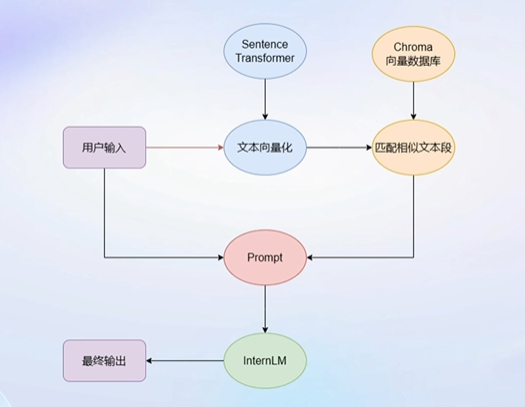 Sentence
Transformer
Chroma
向量数据库
用户输入
文本向量化
匹配相似文本段
Prompt
最终输出
InternLM